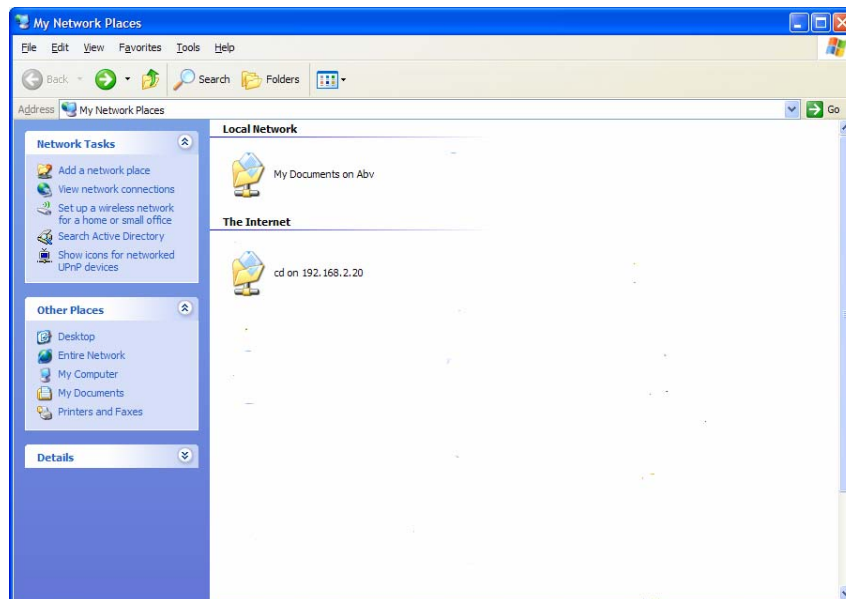 My Network Places
File Edit View Favorites Tools Help
Back Search Folders
Address My Network Places Go
Network Tasks
Add a network place
View network connections
Set up a wireless network
for a home or small office
Search Active Directory
Show icons for networked
UPnP devices
Other Places
Desktop
Entire Network
My Computer
My Documents
Printers and Faxes
Details
Local Network
My Documents on Abv
The Internet
cd on 192.168.2.20